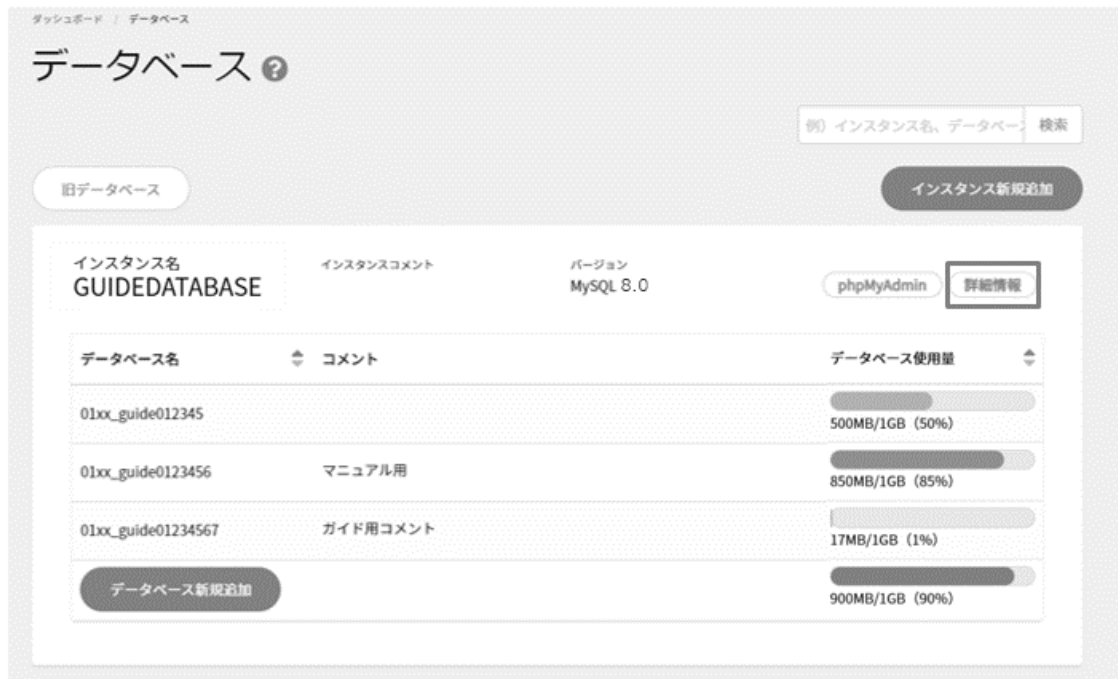 ダッシュボード / データベース
データベース ?
例）インスタンス名、データベース 検索
旧データベース インスタンス新規追加
インスタンス名 インスタンスコメント バージョン
GUIDEDATABASE MySQL 8.0 phpMyAdmin 詳細情報
データベース名 コメント データベース使用量
01xx_guide012345
500MB/1GB（50%）
01xx_guide0123456 マニュアル用
850MB/1GB（85%）
01xx_guide01234567 ガイド用コメント
17MB/1GB（1%）
データベース新規追加
900MB/1GB（90%）